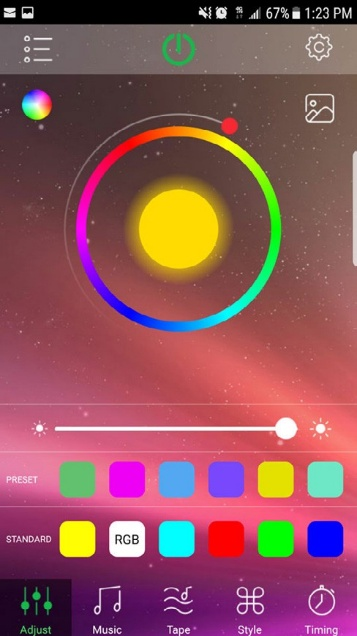 67% 1:23 PM
PRESET
STANDARD RGB
Adjust Music Tape Style Timing